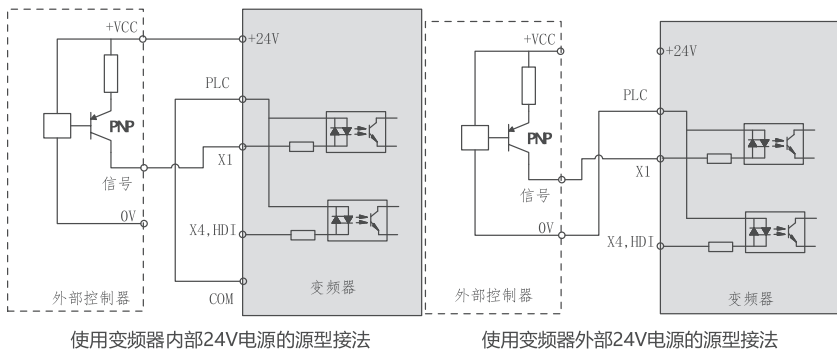 +VCC
+24V
PLC
PNP
X1
信号
0V
X4,HDI
COM
外部控制器
变频器
使用变频器内部24V电源的源型接法
+VCC
+24V
PLC
PNP
X1
信号
0V
X4,HDI
外部控制器
变频器
使用变频器外部24V电源的源型接法